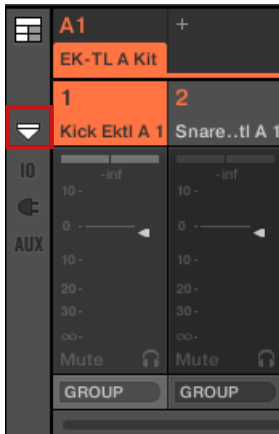 A1 +
EK-TL A Kit
1 2
Kick Ektl A 1 Snare..tl A 1
-inf -inf
10- 10-
IO
0 - 0 -
AUX
10- 10-
20- 20-
30- 30-
∞- ∞-
Mute Mute
GROUP GROUP